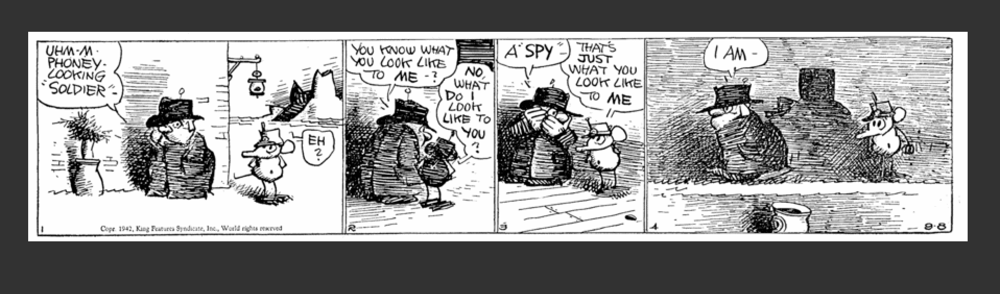 UHM-M-
PHONEY-
LOOKING
"SOLDIER"-
EH
?
1
Copr. 1942, King Features Syndicate, Inc., World rights reserved
YOU KNOW WHAT
YOU LOOK LIKE
TO ME -?
NO,
WHAT
DO I
LOOK
LIKE TO
YOU
?
2
A "SPY"-
THAT'S
JUST
WHAT YOU
LOOK LIKE
TO ME
3
I AM -
4
9-8